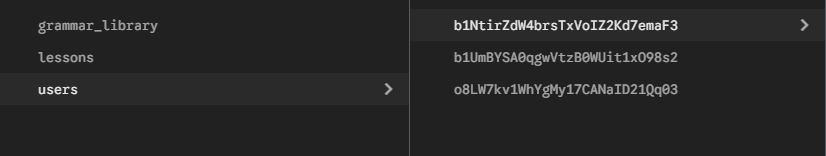 grammar_library
lessons
users
b1NtirZdW4brsTxVoIZ2Kd7emaF3
b1UmBYSA0qgwVtzB0WUit1xO98s2
o8LW7kv1WhYgMy17CANaID21Qq03